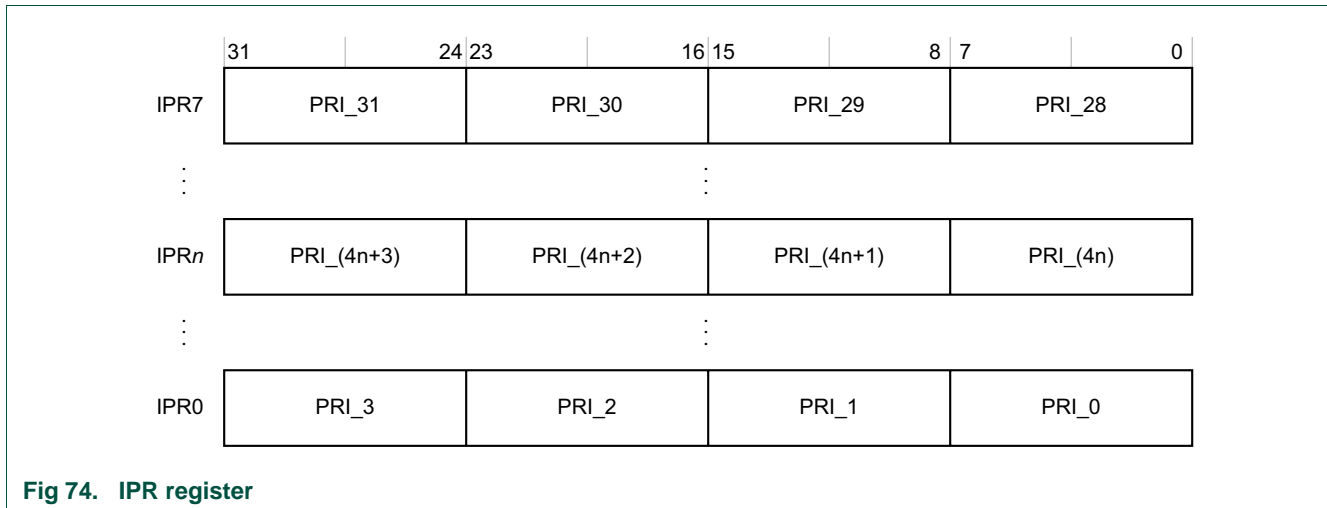 31 24 23 16 15 8 7 0
IPR7 PRI_31 PRI_30 PRI_29 PRI_28
IPRn PRI_(4n+3) PRI_(4n+2) PRI_(4n+1) PRI_(4n)
IPR0 PRI_3 PRI_2 PRI_1 PRI_0
Fig 74. IPR register